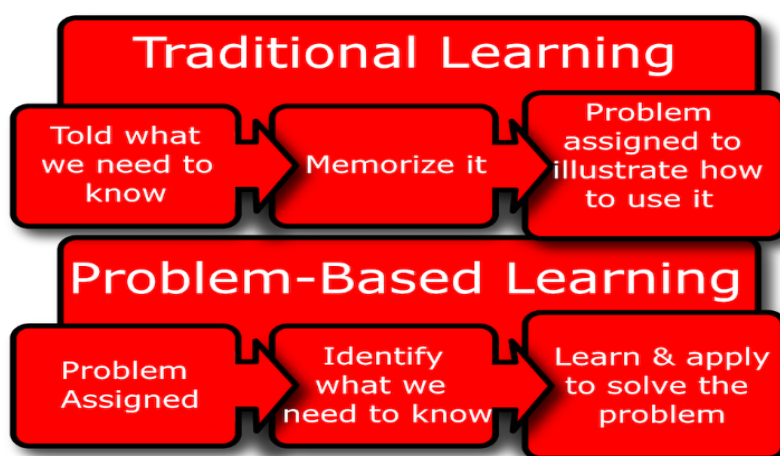 Traditional Learning
Told what
we need to
know
Memorize it
Problem
assigned to
illustrate how
to use it
Problem-Based Learning
Problem
Assigned
Identify
what we
need to know
Learn & apply
to solve the
problem